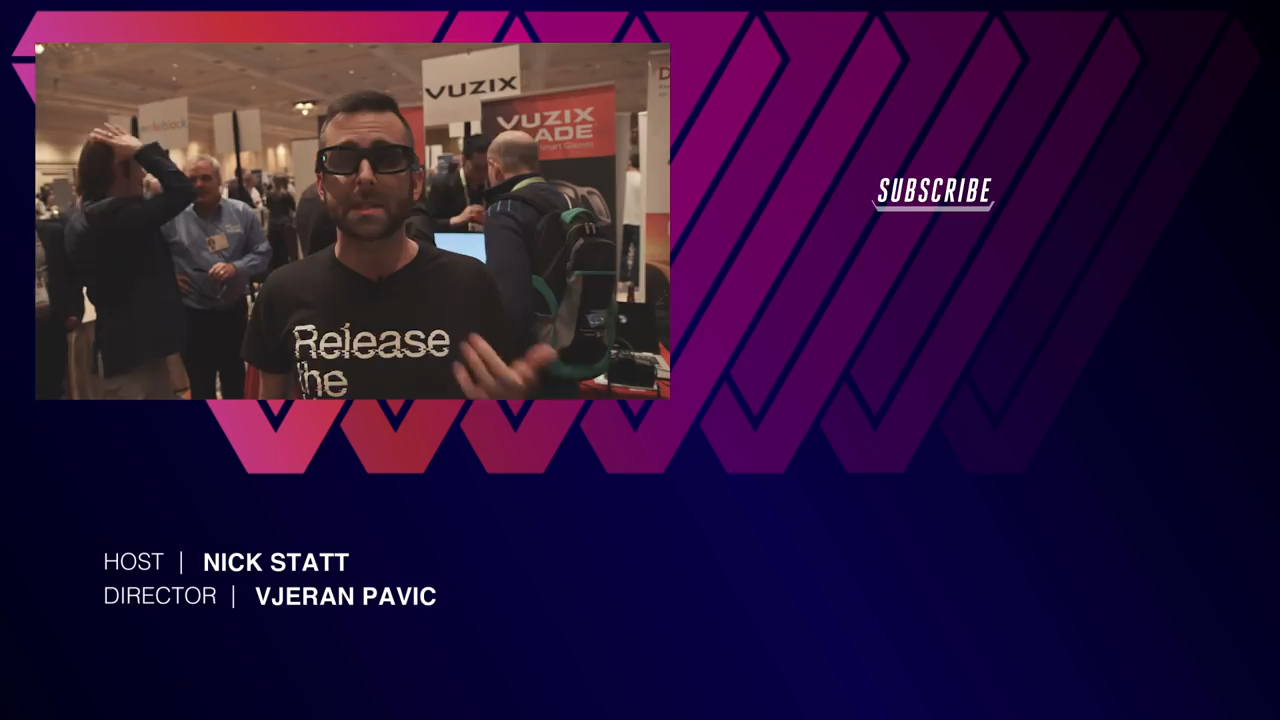 VUZIX
VUZIX
SUBSCRIBE
Release
the
HOST | NICK STATT
DIRECTOR | VJERAN PAVIC